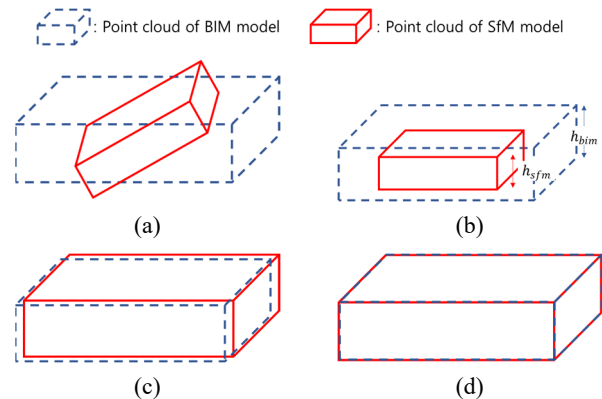 : Point cloud of BIM model
: Point cloud of SfM model
h_bim
h_sfm
(a)
(b)
(c)
(d)